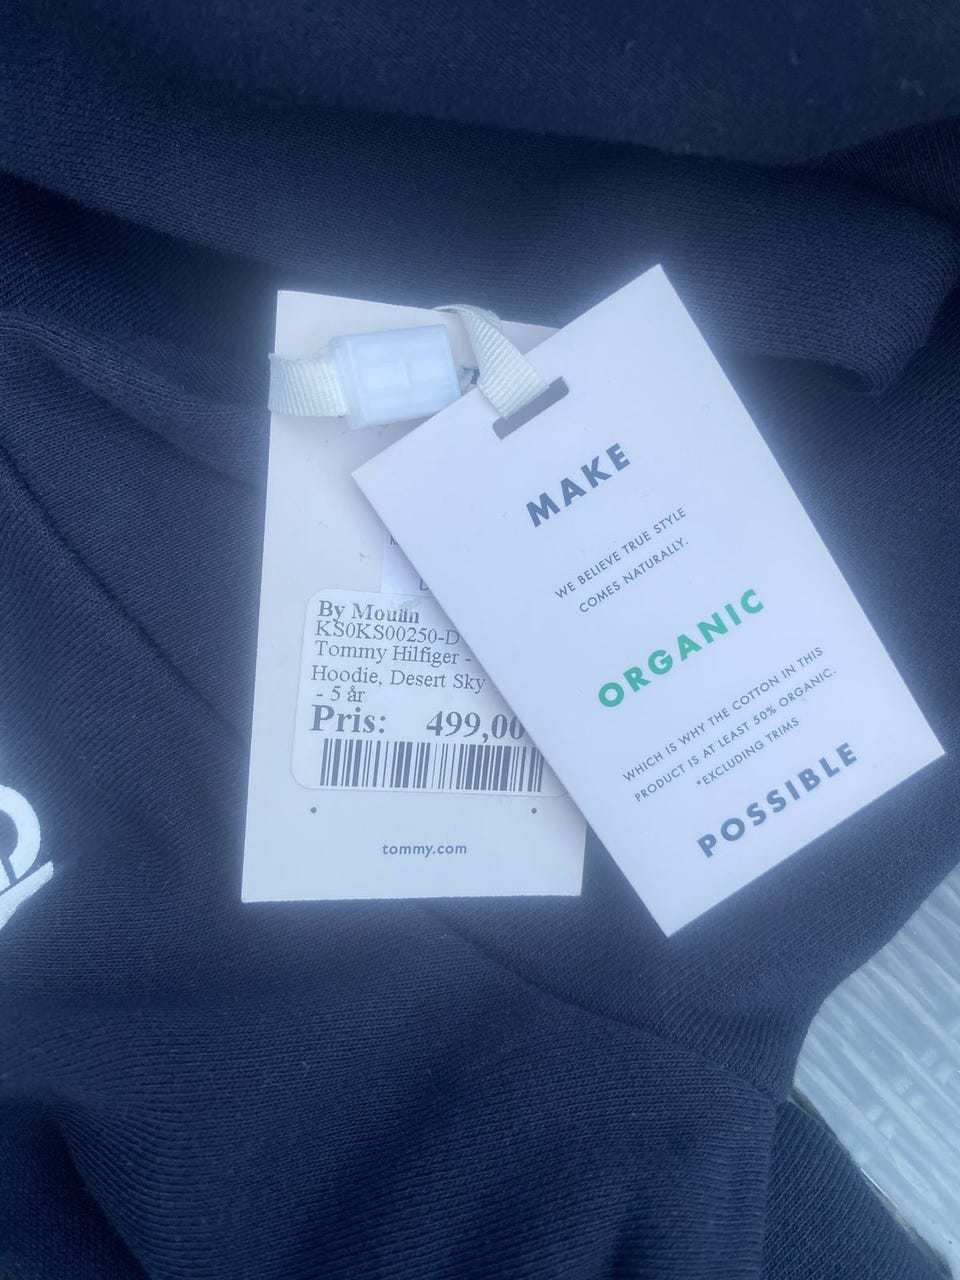 By Moulin
KS0KS00250-D
Tommy Hilfiger -
Hoodie, Desert Sky
- 5 år
Pris: 499,00
tommy.com
MAKE
WE BELIEVE TRUE STYLE
COMES NATURALLY.
ORGANIC
WHICH IS WHY THE COTTON IN THIS
PRODUCT IS AT LEAST 50% ORGANIC.
*EXCLUDING TRIMS
POSSIBLE